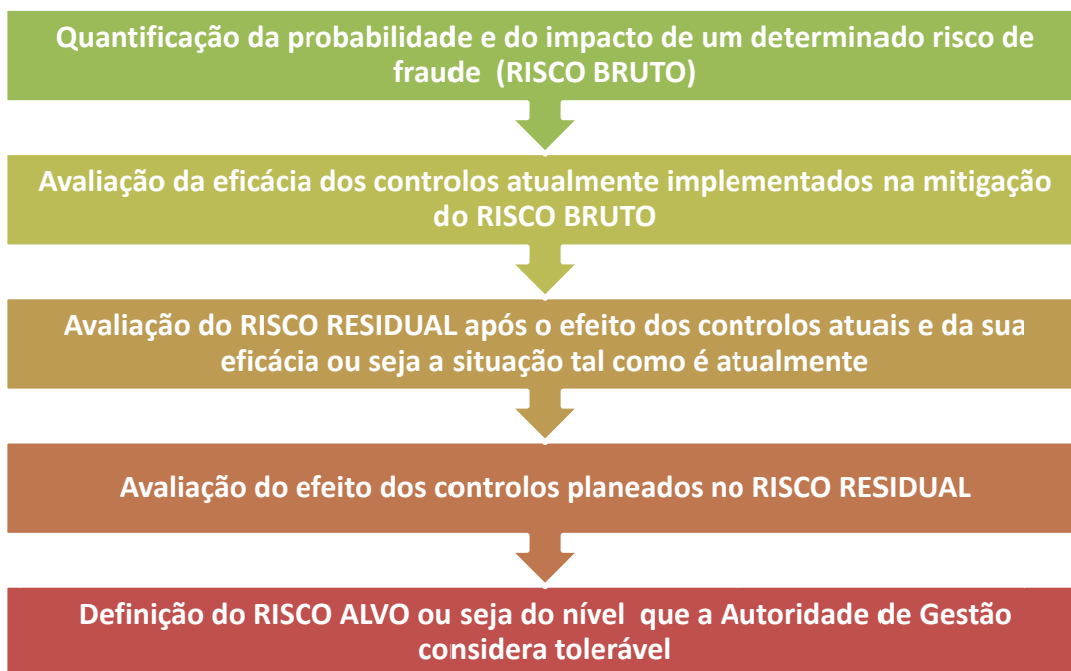 Quantificação da probabilidade e do impacto de um determinado risco de
fraude (RISCO BRUTO)
Avaliação da eficácia dos controlos atualmente implementados na mitigação
do RISCO BRUTO
Avaliação do RISCO RESIDUAL após o efeito dos controlos atuais e da sua
eficácia ou seja a situação tal como é atualmente
Avaliação do efeito dos controlos planeados no RISCO RESIDUAL
Definição do RISCO ALVO ou seja do nível que a Autoridade de Gestão
considera tolerável